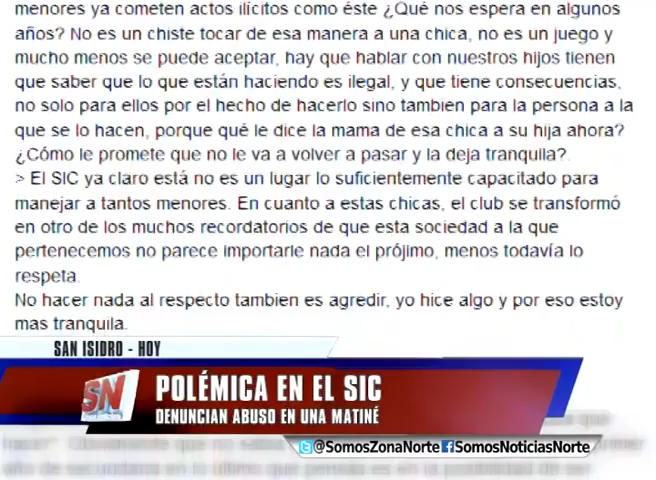 menores ya cometen actos ilícitos como éste ¿Qué nos espera en algunos
años? No es un chiste tocar de esa manera a una chica, no es un juego y
mucho menos se puede aceptar, hay que hablar con nuestros hijos tienen
que saber que lo que están haciendo es ilegal, y que tiene consecuencias,
no solo para ellos por el hecho de hacerlo sino tambien para la persona a la
que se lo hacen, porque qué le dice la mama de esa chica a su hija ahora?
¿Cómo le promete que no le va a volver a pasar y la deja tranquila?.
> El SIC ya claro está no es un lugar lo suficientemente capacitado para
manejar a tantos menores. En cuanto a estas chicas, el club se transformó
en otro de los muchos recordatorios de que esta sociedad a la que
pertenecemos no parece importarle nada el prójimo, menos todavía lo
respeta.
No hacer nada al respecto tambien es agredir, yo hice algo y por eso estoy
mas tranquila.
SAN ISIDRO - HOY
SN
POLÉMICA EN EL SIC
DENUNCIAN ABUSO EN UNA MATINÉ
@SomosZonaNorte SomosNoticiasNorte